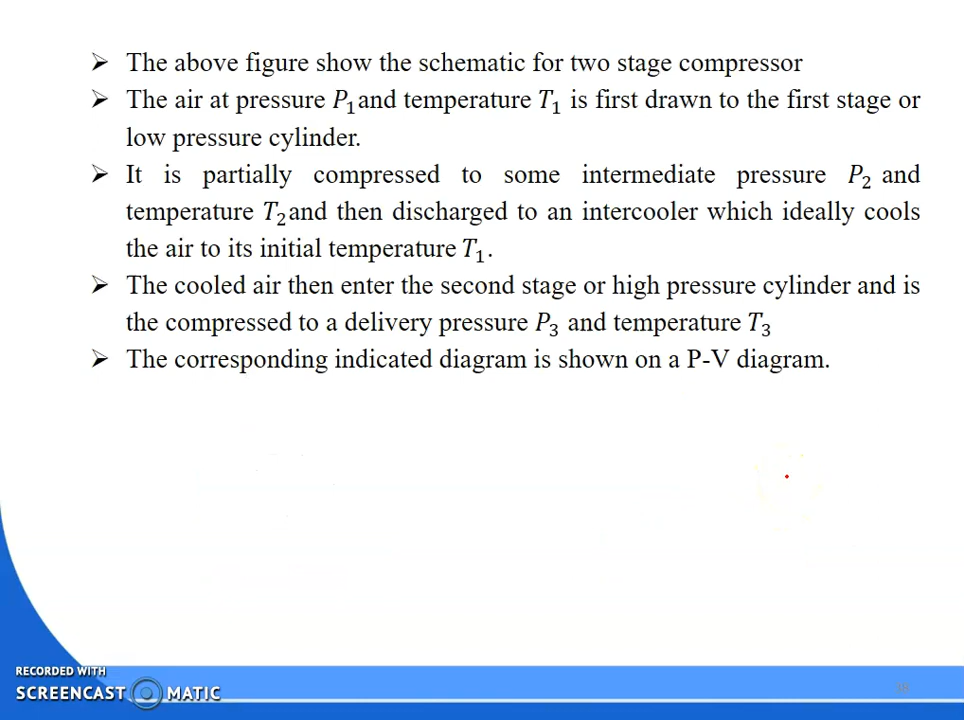 ➢ The above figure show the schematic for two stage compressor
➢ The air at pressure P₁and temperature T₁ is first drawn to the first stage or
low pressure cylinder.
➢ It is partially compressed to some intermediate pressure P₂ and
temperature T₂and then discharged to an intercooler which ideally cools
the air to its initial temperature T₁.
➢ The cooled air then enter the second stage or high pressure cylinder and is
the compressed to a delivery pressure P₃ and temperature T₃
➢ The corresponding indicated diagram is shown on a P-V diagram.
RECORDED WITH
SCREENCAST MATIC